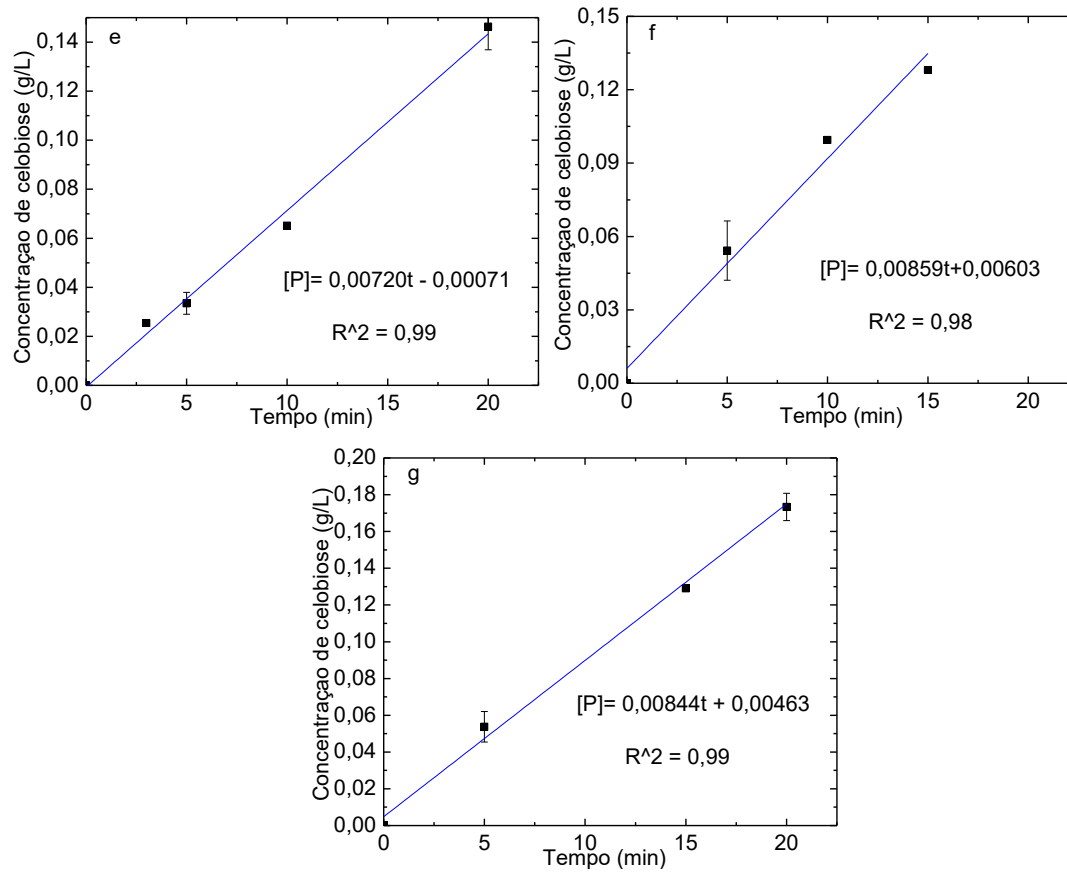 e
Concentraçao de celobiose (g/L)
0,14
0,12
0,10
0,08
0,06
0,04
0,02
0,00
[P]= 0,00720t - 0,00071
R^2 = 0,99
0
5
10
15
20
Tempo (min)
f
Concentraçao de celobiose (g/L)
0,15
0,12
0,09
0,06
0,03
0,00
[P]= 0,00859t+0,00603
R^2 = 0,98
0
5
10
15
20
Tempo (min)
g
Concentraçao de celobiose (g/L)
0,20
0,18
0,16
0,14
0,12
0,10
0,08
0,06
0,04
0,02
0,00
[P]= 0,00844t + 0,00463
R^2 = 0,99
0
5
10
15
20
Tempo (min)